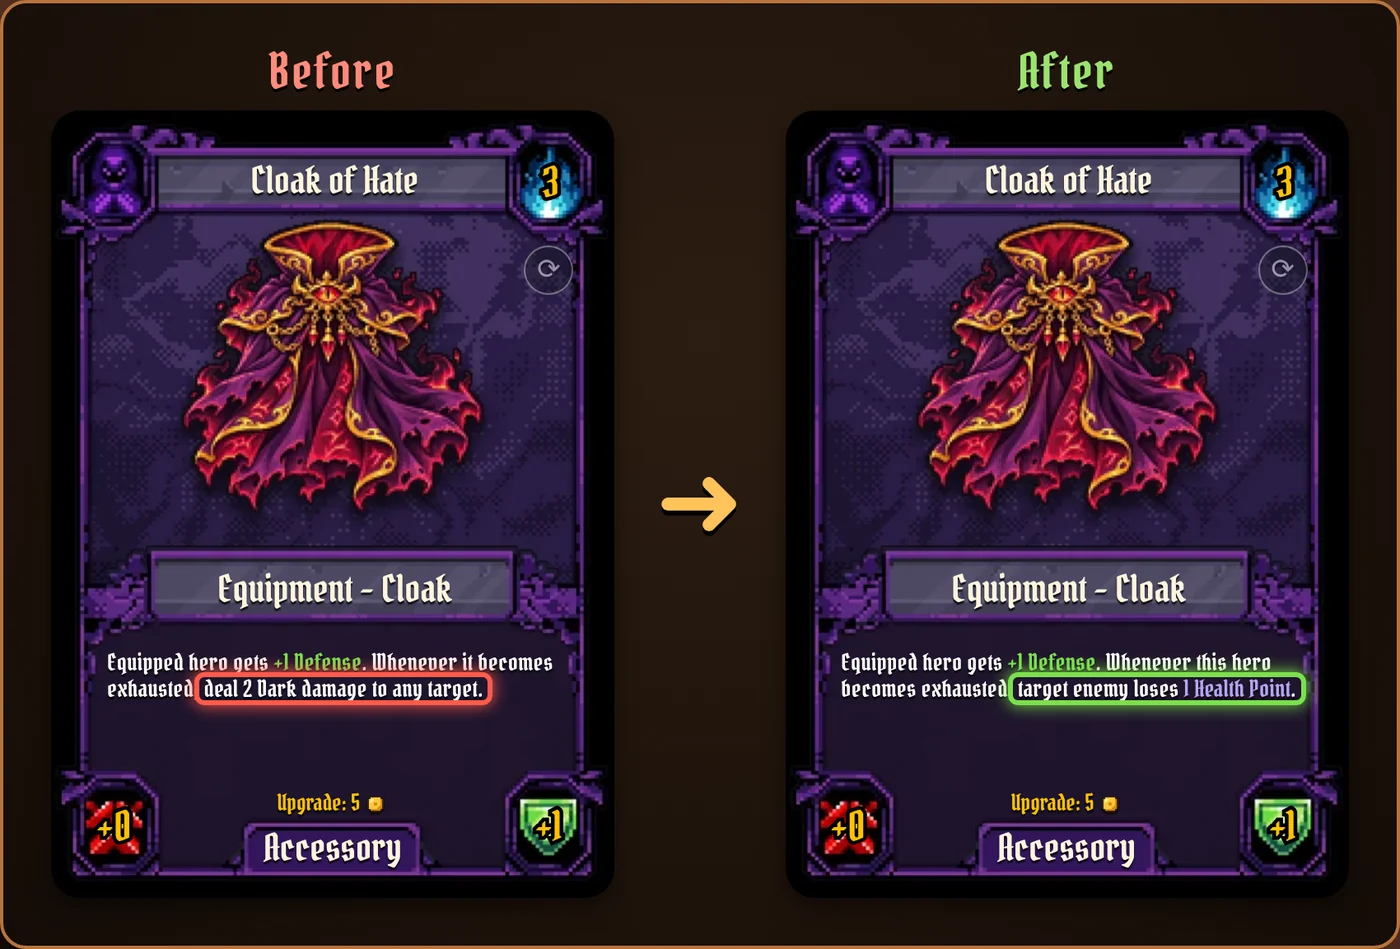 Before
Cloak of Hate
3
Equipment - Cloak
Equipped hero gets +1 Defense. Whenever it becomes
exhausted deal 2 Dark damage to any target.
Upgrade: 5
+0
Accessory
+1
After
Cloak of Hate
3
Equipment - Cloak
Equipped hero gets +1 Defense. Whenever this hero
becomes exhausted target enemy loses 1 Health Point.
Upgrade: 5
+0
Accessory
+1